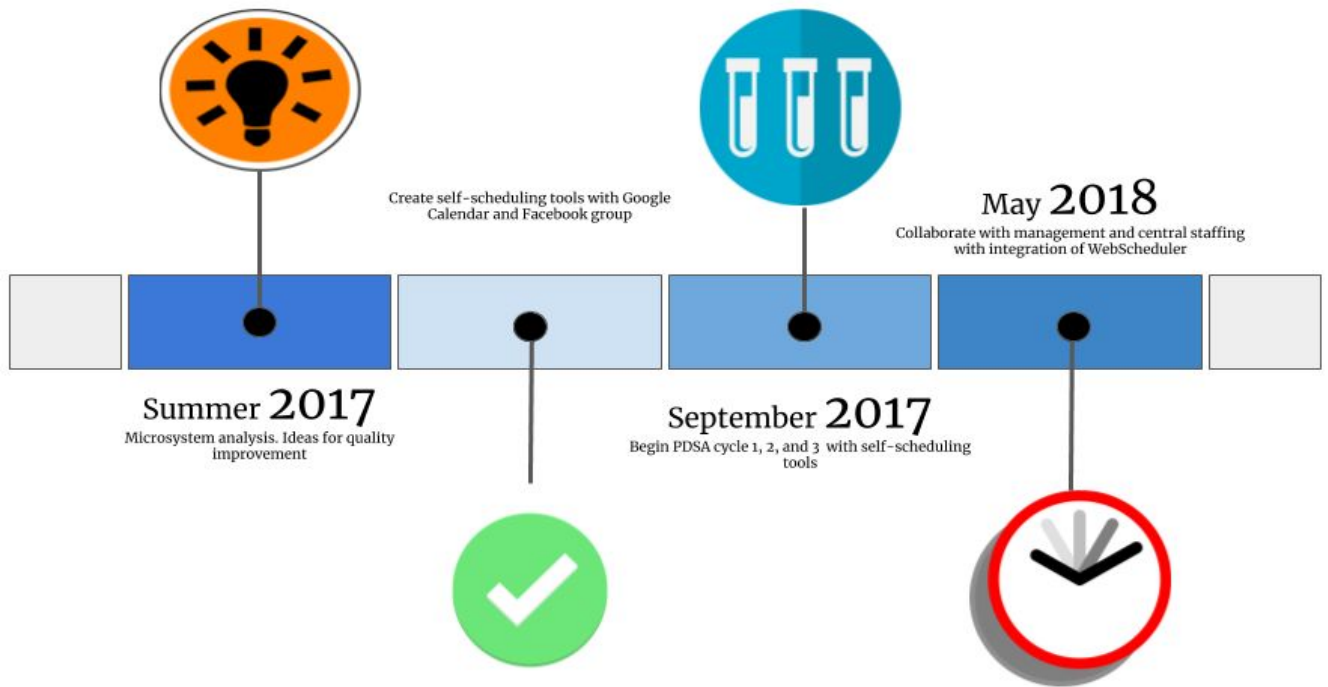 Create self-scheduling tools with Google
Calendar and Facebook group
May 2018
Collaborate with management and central staffing
with integration of WebScheduler
Summer 2017
Microsystem analysis. Ideas for quality
improvement
September 2017
Begin PDSA cycle 1, 2, and 3 with self-scheduling
tools